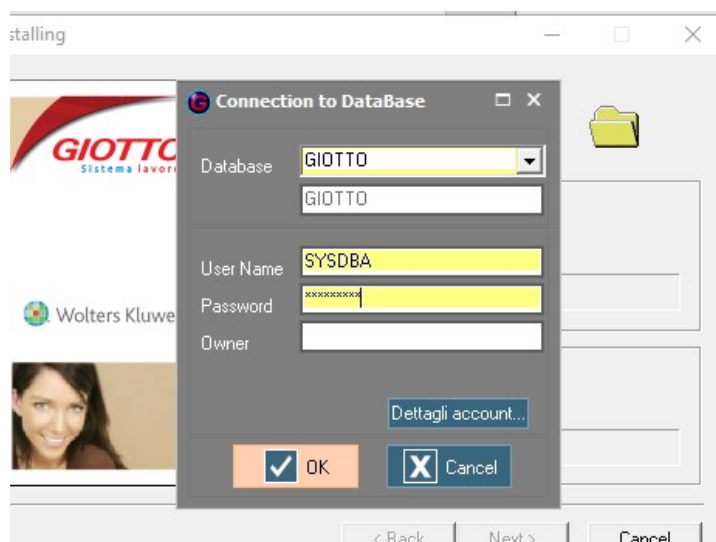 stalling
Connection to DataBase
GIOTTO
Sistema lavoro
Database
GIOTTO
GIOTTO
User Name
SYSDBA
Password
*********
Owner
Wolters Kluwe
Dettagli account...
OK
Cancel
< Back
Next >
Cancel